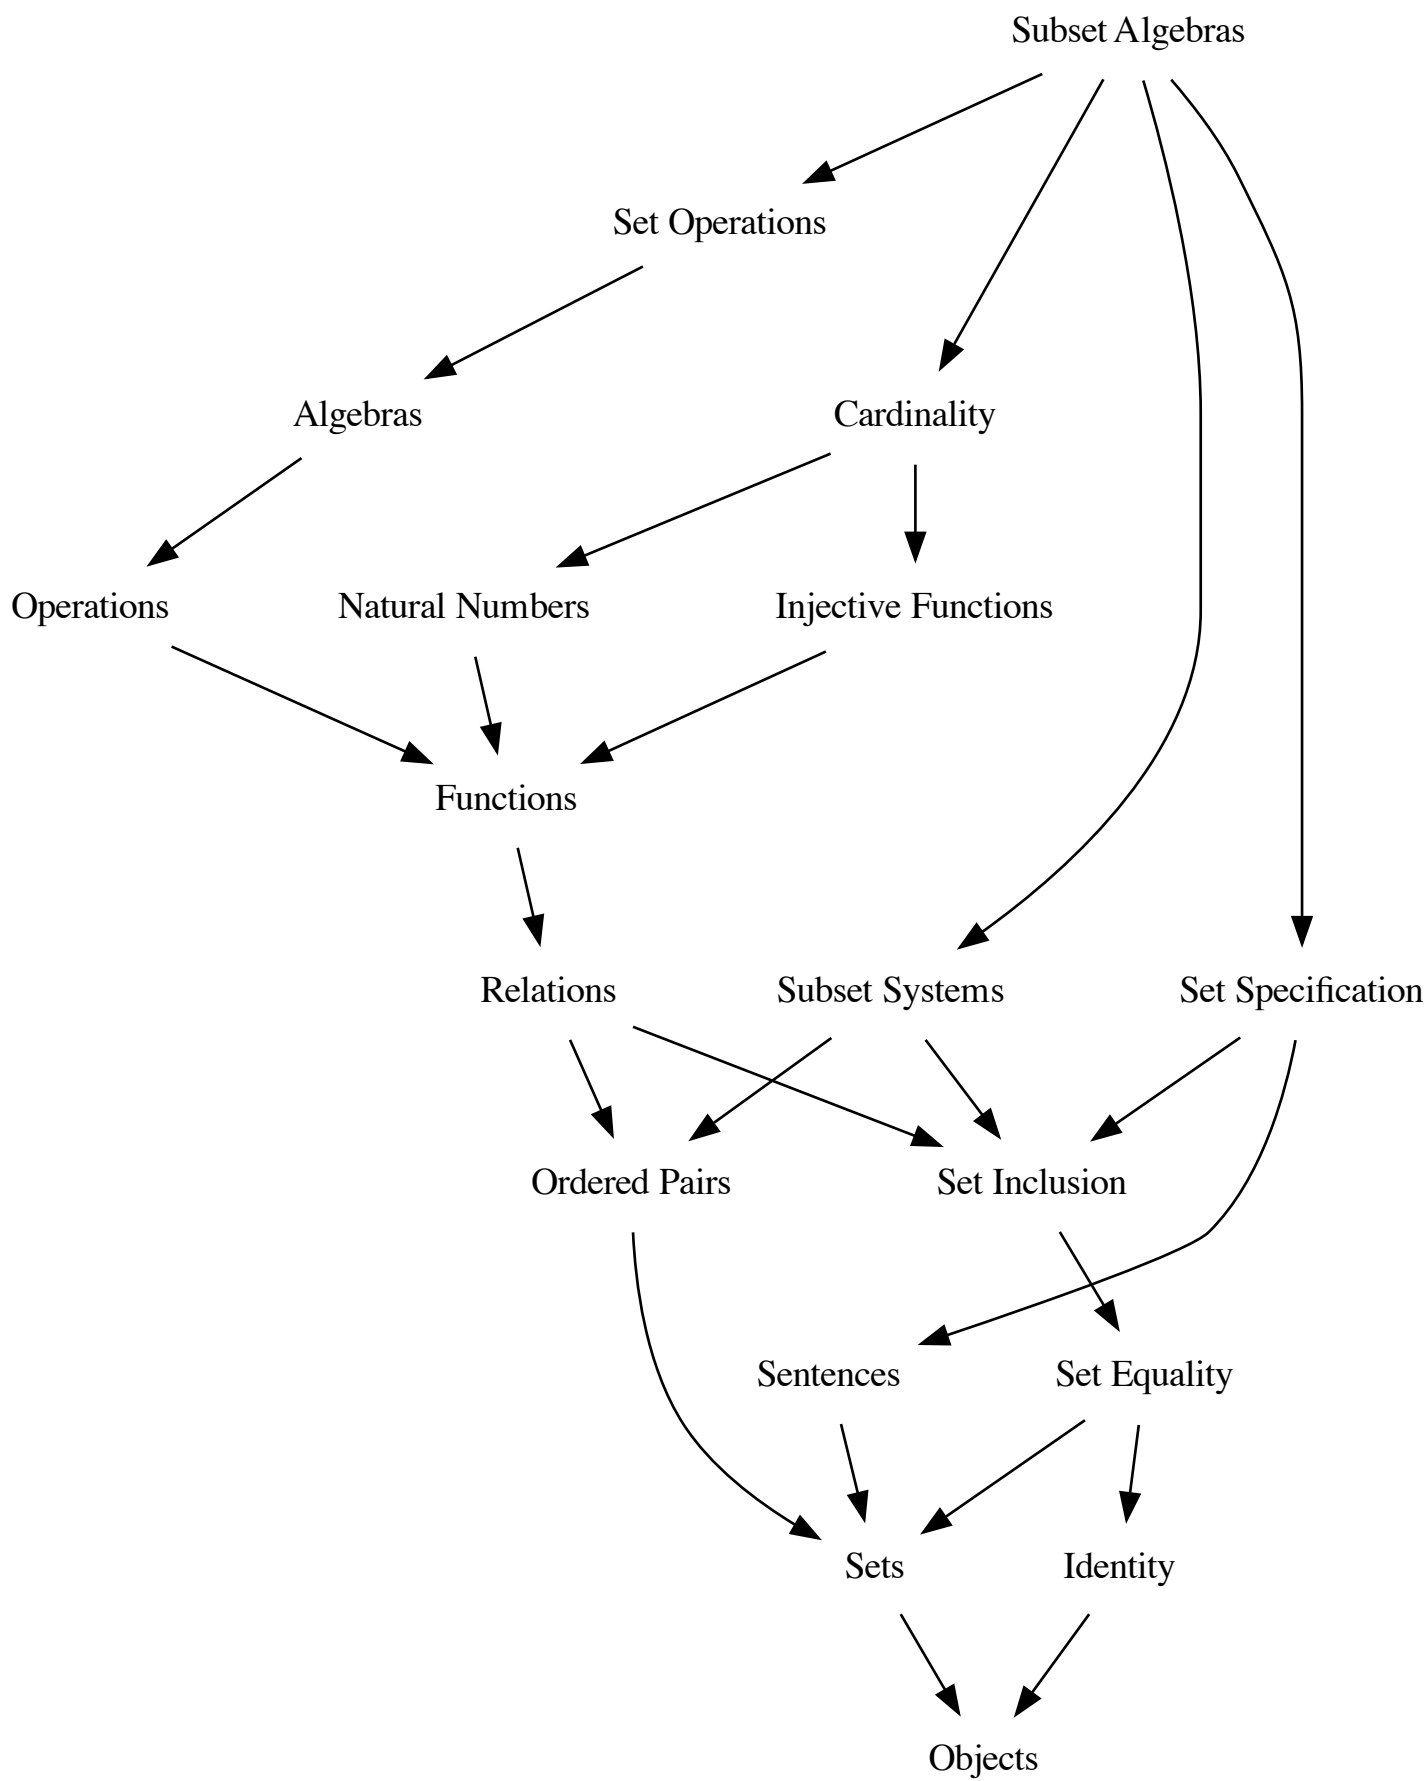 Subset Algebras
Set Operations
Algebras
Cardinality
Operations
Natural Numbers
Injective Functions
Functions
Relations
Subset Systems
Set Specification
Ordered Pairs
Set Inclusion
Sentences
Set Equality
Sets
Identity
Objects